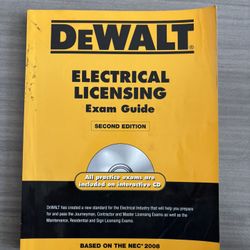 DEWALT
ELECTRICAL
LICENSING
Exam Guide
SECOND EDITION
All practice exams are
included on interactive CD
DEWALT has created a new standard for the Electrical Industry that will help you prepare
for and pass the Journeyman, Contractor and Master Licensing Exams as well as the
Maintenance, Residential and Sign Licensing Exams.
BASED ON THE NEC® 2008